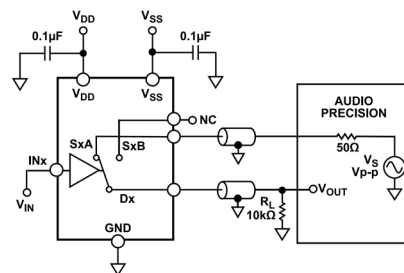 VDD
VSS
0.1µF
0.1µF
VDD
VSS
NC
AUDIO
PRECISION
SxA
SxB
50Ω
VS
Vp-p
INx
VIN
Dx
VOUT
RL
10kΩ
GND